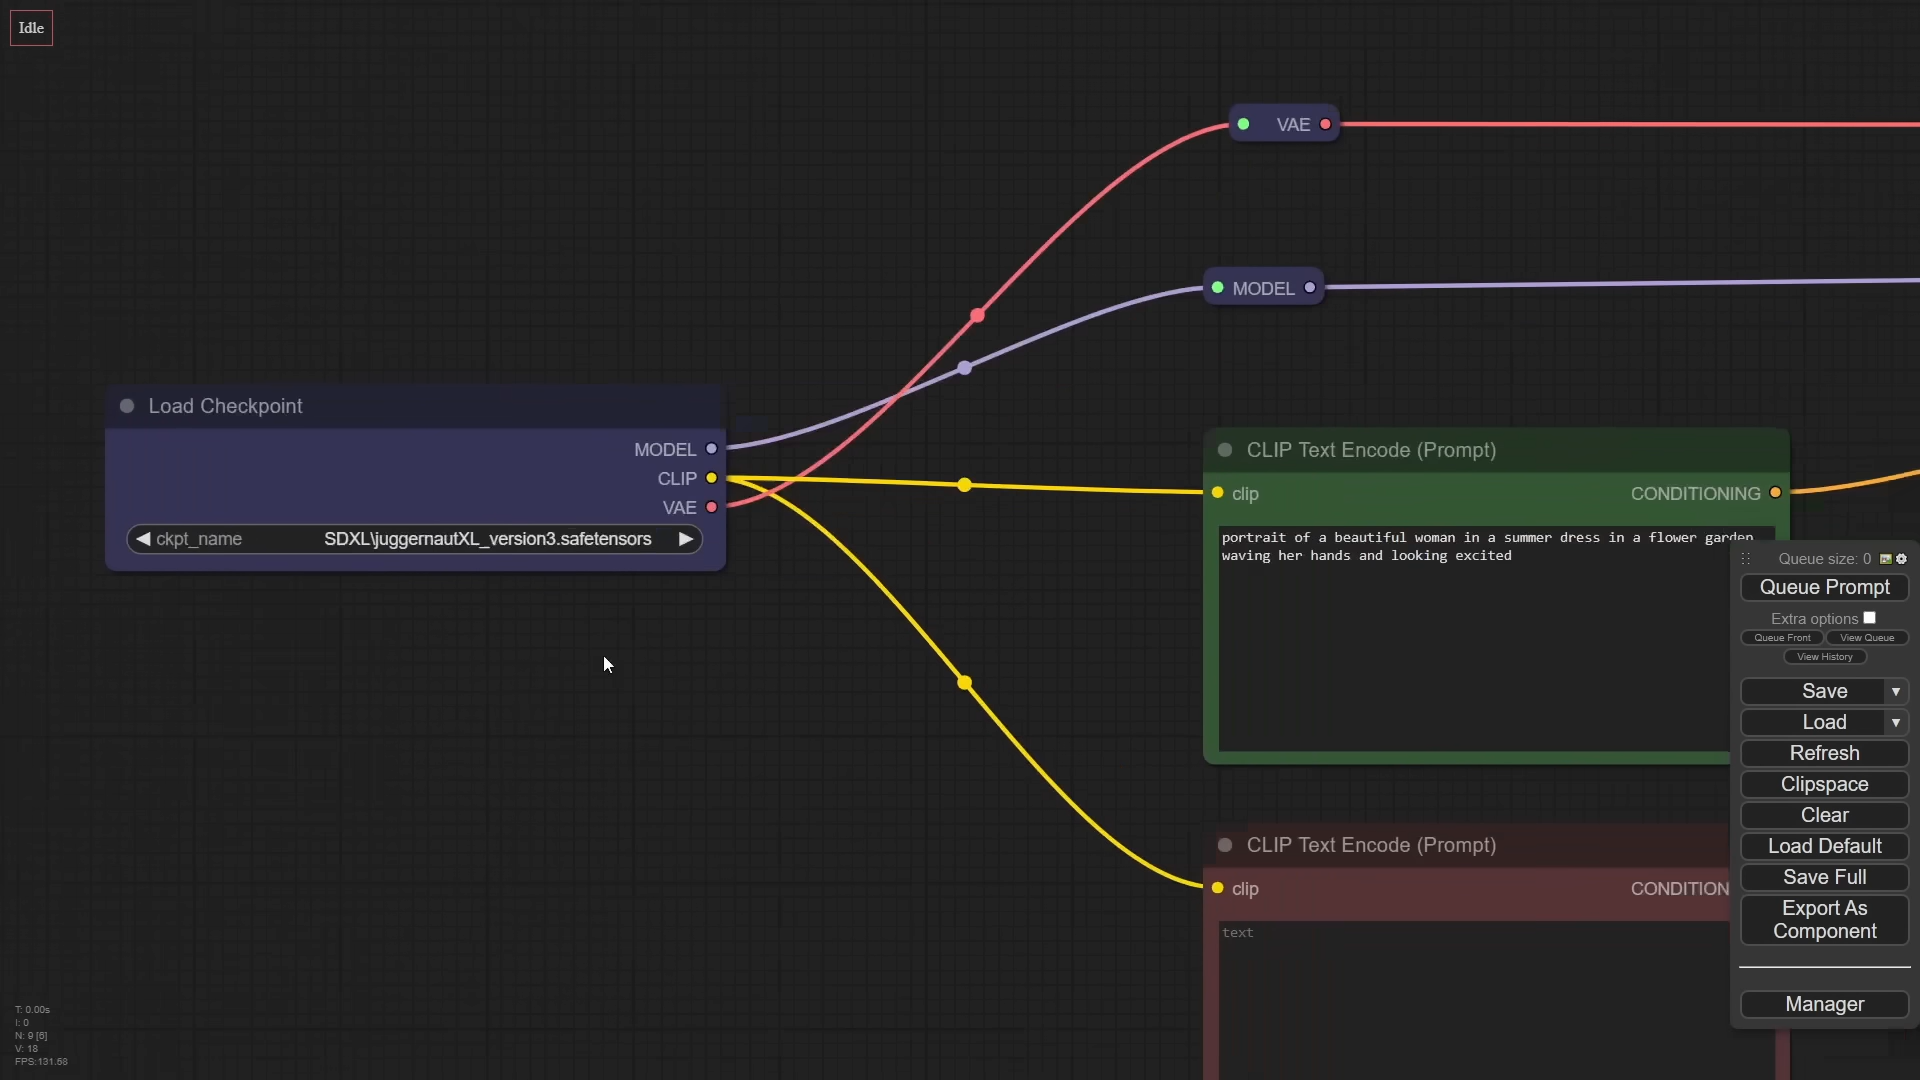 Idle
VAE
MODEL
Load Checkpoint
MODEL
CLIP
VAE
ckpt_name SDXL\juggernautXL_version3.safetensors
CLIP Text Encode (Prompt)
clip CONDITIONING
portrait of a beautiful woman in a summer dress in a flower garden
waving her hands and looking excited
CLIP Text Encode (Prompt)
clip CONDITION
text
Queue size: 0
Queue Prompt
Extra options
Queue Front View Queue
View History
Save
Load
Refresh
Clipspace
Clear
Load Default
Save Full
Export As
Component
Manager
T: 0.00s
I: 0
N: 9 [6]
V: 18
FPS:131.58